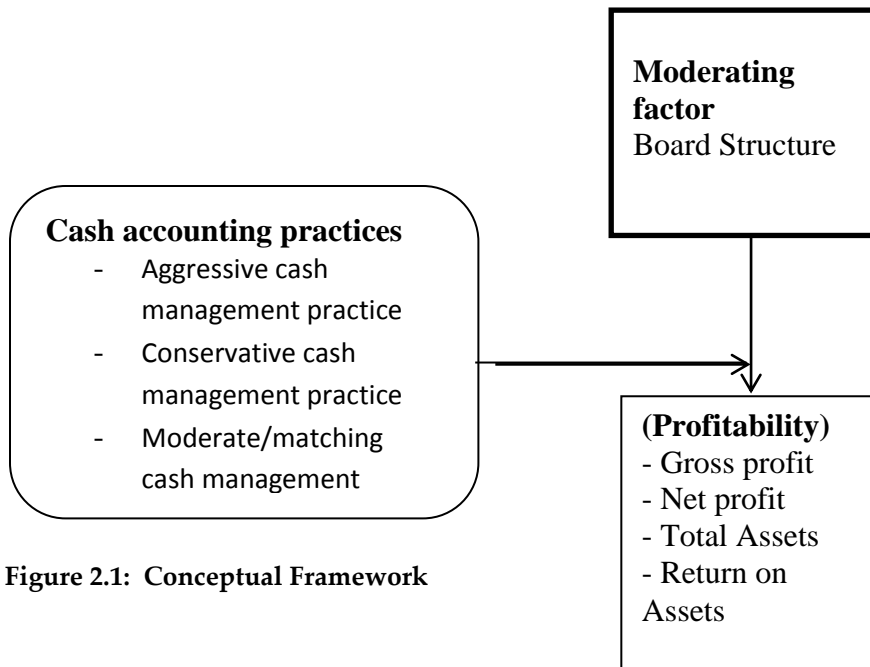 Moderating
factor
Board Structure
Cash accounting practices
- Aggressive cash
management practice
- Conservative cash
management practice
- Moderate/matching
cash management
(Profitability)
- Gross profit
- Net profit
- Total Assets
- Return on
Assets
Figure 2.1: Conceptual Framework